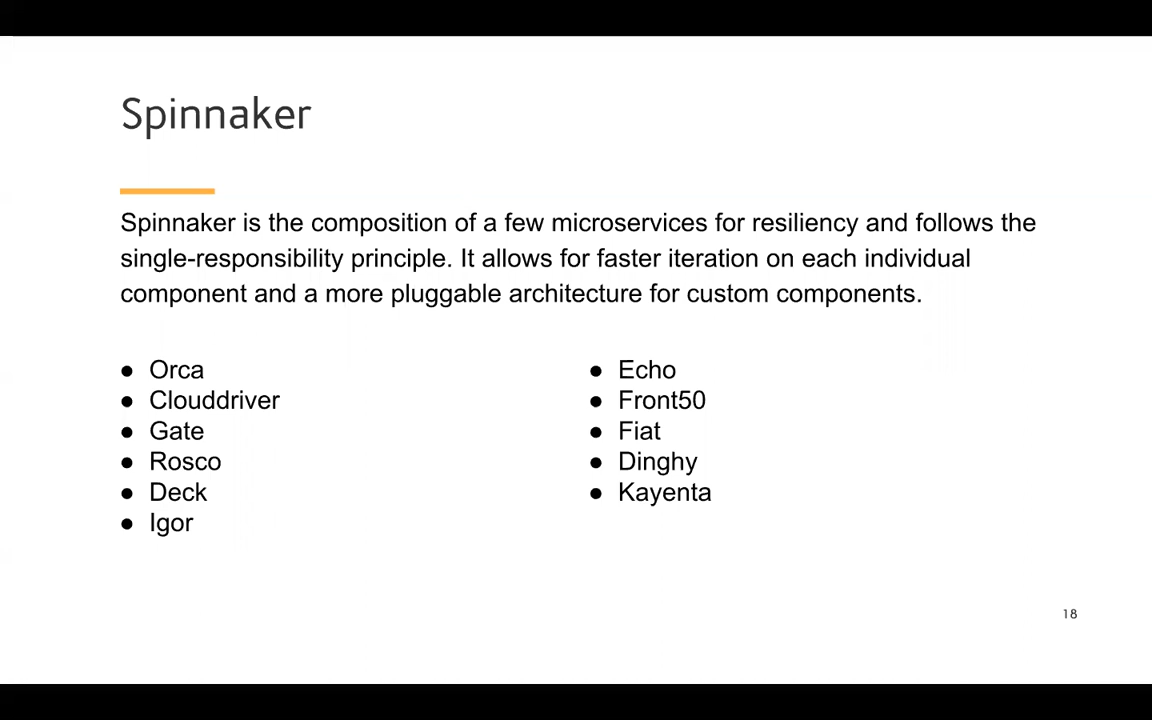 Spinnaker
Spinnaker is the composition of a few microservices for resiliency and follows the
single-responsibility principle. It allows for faster iteration on each individual
component and a more pluggable architecture for custom components.
● Orca
● Clouddriver
● Gate
● Rosco
● Deck
● Igor
● Echo
● Front50
● Fiat
● Dinghy
● Kayenta
18